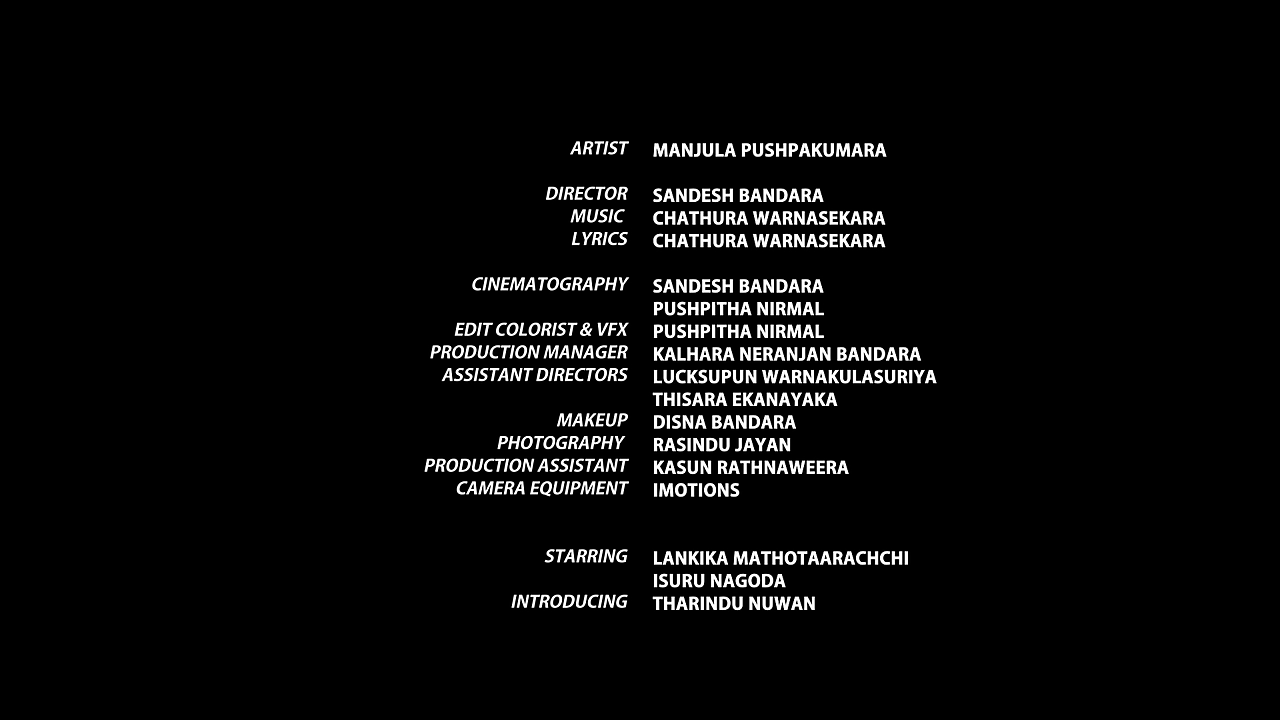 ARTIST MANJULA PUSHPAKUMARA
DIRECTOR SANDESH BANDARA
MUSIC CHATHURA WARNASEKARA
LYRICS CHATHURA WARNASEKARA
CINEMATOGRAPHY SANDESH BANDARA
PUSHPITHA NIRMAL
EDIT COLORIST & VFX PUSHPITHA NIRMAL
PRODUCTION MANAGER KALHARA NERANJAN BANDARA
ASSISTANT DIRECTORS LUCKSUPUN WARNAKULASURIYA
THISARA EKANAYAKA
MAKEUP DISNA BANDARA
PHOTOGRAPHY RASINDU JAYAN
PRODUCTION ASSISTANT KASUN RATHNAWEERA
CAMERA EQUIPMENT IMOTIONS
STARRING LANKIKA MATHOTAARACHCHI
ISURU NAGODA
INTRODUCING THARINDU NUWAN